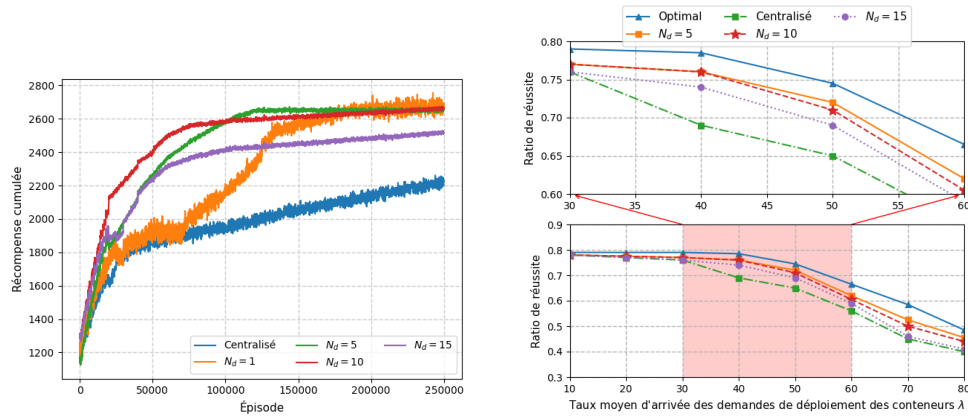 2800
2600
2400
2200
2000
1800
1600
1400
1200
Récompense cumulée
0 50000 100000 150000 200000 250000
Épisode
Centralisé
N_d = 1
N_d = 5
N_d = 10
N_d = 15
Optimal
N_d = 5
Centralisé
N_d = 10
N_d = 15
0.80
0.75
0.70
0.65
0.60
Ratio de réussite
30 35 40 45 50 55 60
0.9
0.8
0.7
0.6
0.5
0.4
0.3
Ratio de réussite
10 20 30 40 50 60 70 80
Taux moyen d'arrivée des demandes de déploiement des conteneurs λ